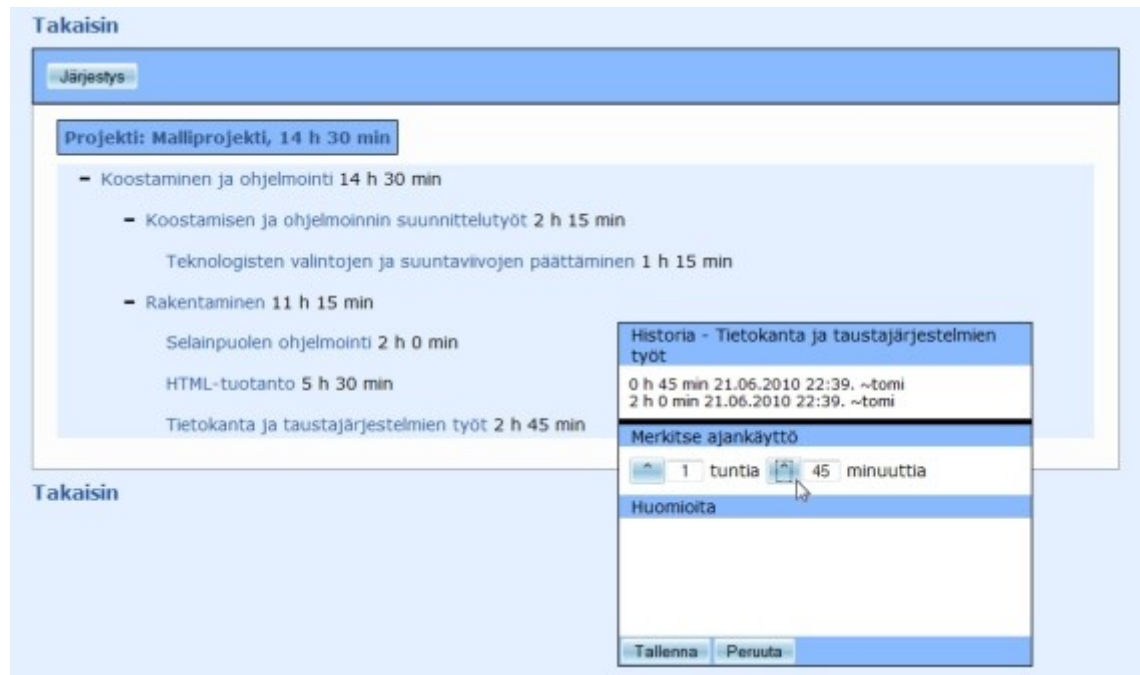 Takaisin
Järjestys
Projekti: Malliprojekti, 14 h 30 min
- Koostaminen ja ohjelmointi 14 h 30 min
- Koostamisen ja ohjelmoinnin suunnittelutyöt 2 h 15 min
Teknologisten valintojen ja suuntaviivojen päättäminen 1 h 15 min
- Rakentaminen 11 h 15 min
Selainpuolen ohjelmointi 2 h 0 min
HTML-tuotanto 5 h 30 min
Tietokanta ja taustajärjestelmien työt 2 h 45 min
Takaisin
Historia - Tietokanta ja taustajärjestelmien
työt
0 h 45 min 21.06.2010 22:39. ~tomi
2 h 0 min 21.06.2010 22:39. ~tomi
Merkitse ajankäyttö
^ 1 tuntia ^ 45 minuuttia
Huomioita
Tallenna Peruuta